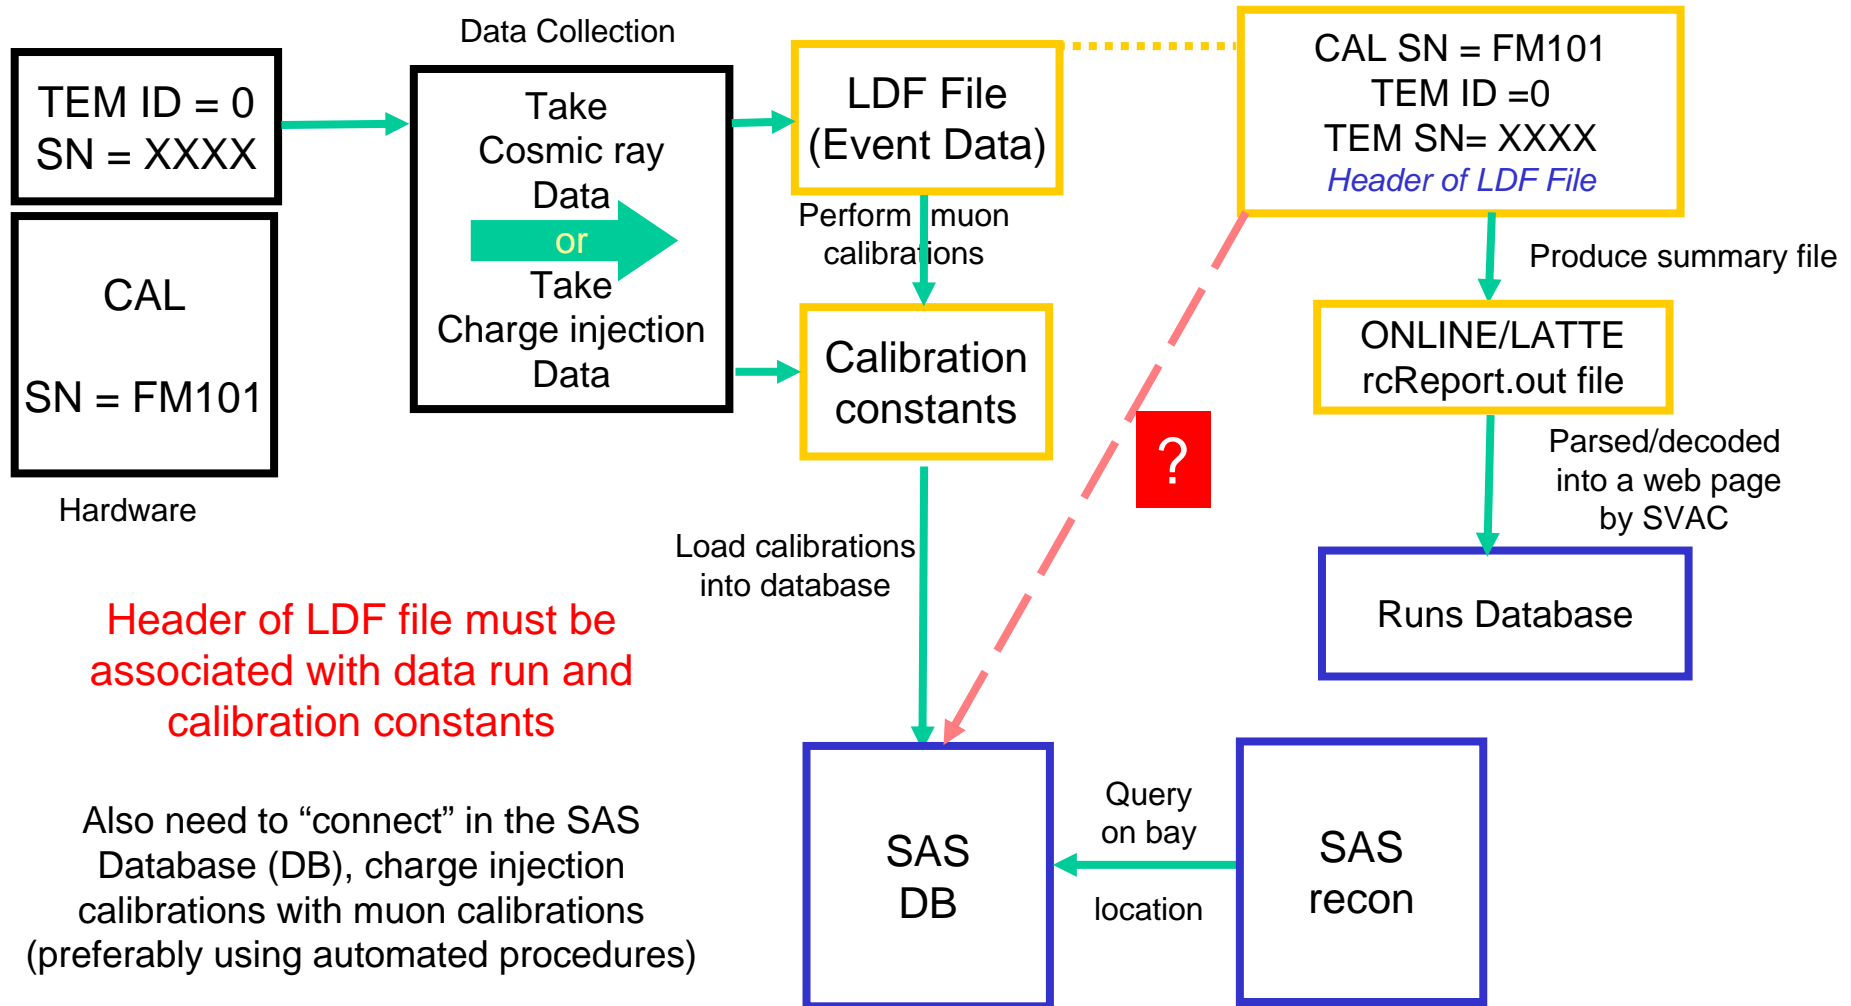 Data Collection
TEM ID = 0
SN = XXXX
CAL
SN = FM101
Hardware
Take
Cosmic ray
Data
or
Take
Charge injection
Data
LDF File
(Event Data)
Perform muon
calibrations
Calibration
constants
Load calibrations
into database
CAL SN = FM101
TEM ID =0
TEM SN= XXXX
Header of LDF File
Produce summary file
ONLINE/LATTE
rcReport.out file
?
Parsed/decoded
into a web page
by SVAC
Runs Database
Header of LDF file must be
associated with data run and
calibration constants
Also need to “connect” in the SAS
Database (DB), charge injection
calibrations with muon calibrations
(preferably using automated procedures)
SAS
DB
Query
on bay
location
SAS
recon